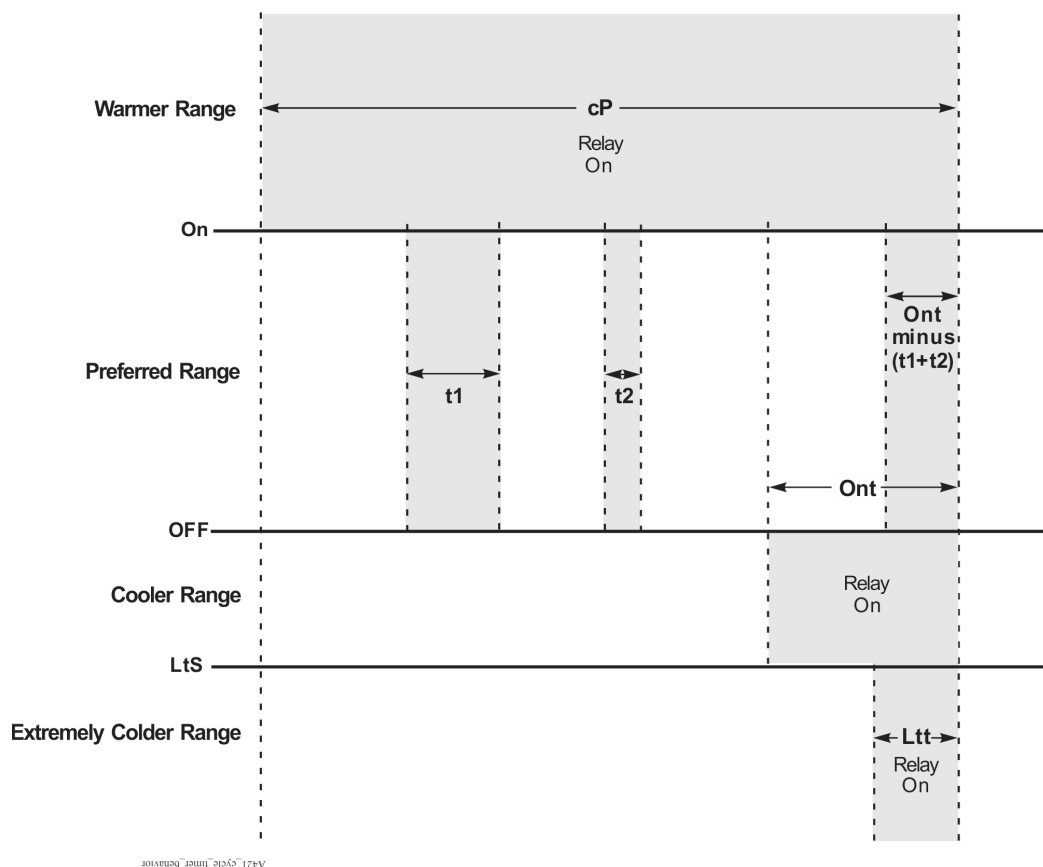 Warmer Range
cP
Relay
On
On
Ont
minus
(t1+t2)
Preferred Range
t1
t2
Ont
OFF
Relay
On
Cooler Range
LtS
Extremely Colder Range
Ltt
Relay
On
A421_cycle_timer_behavior